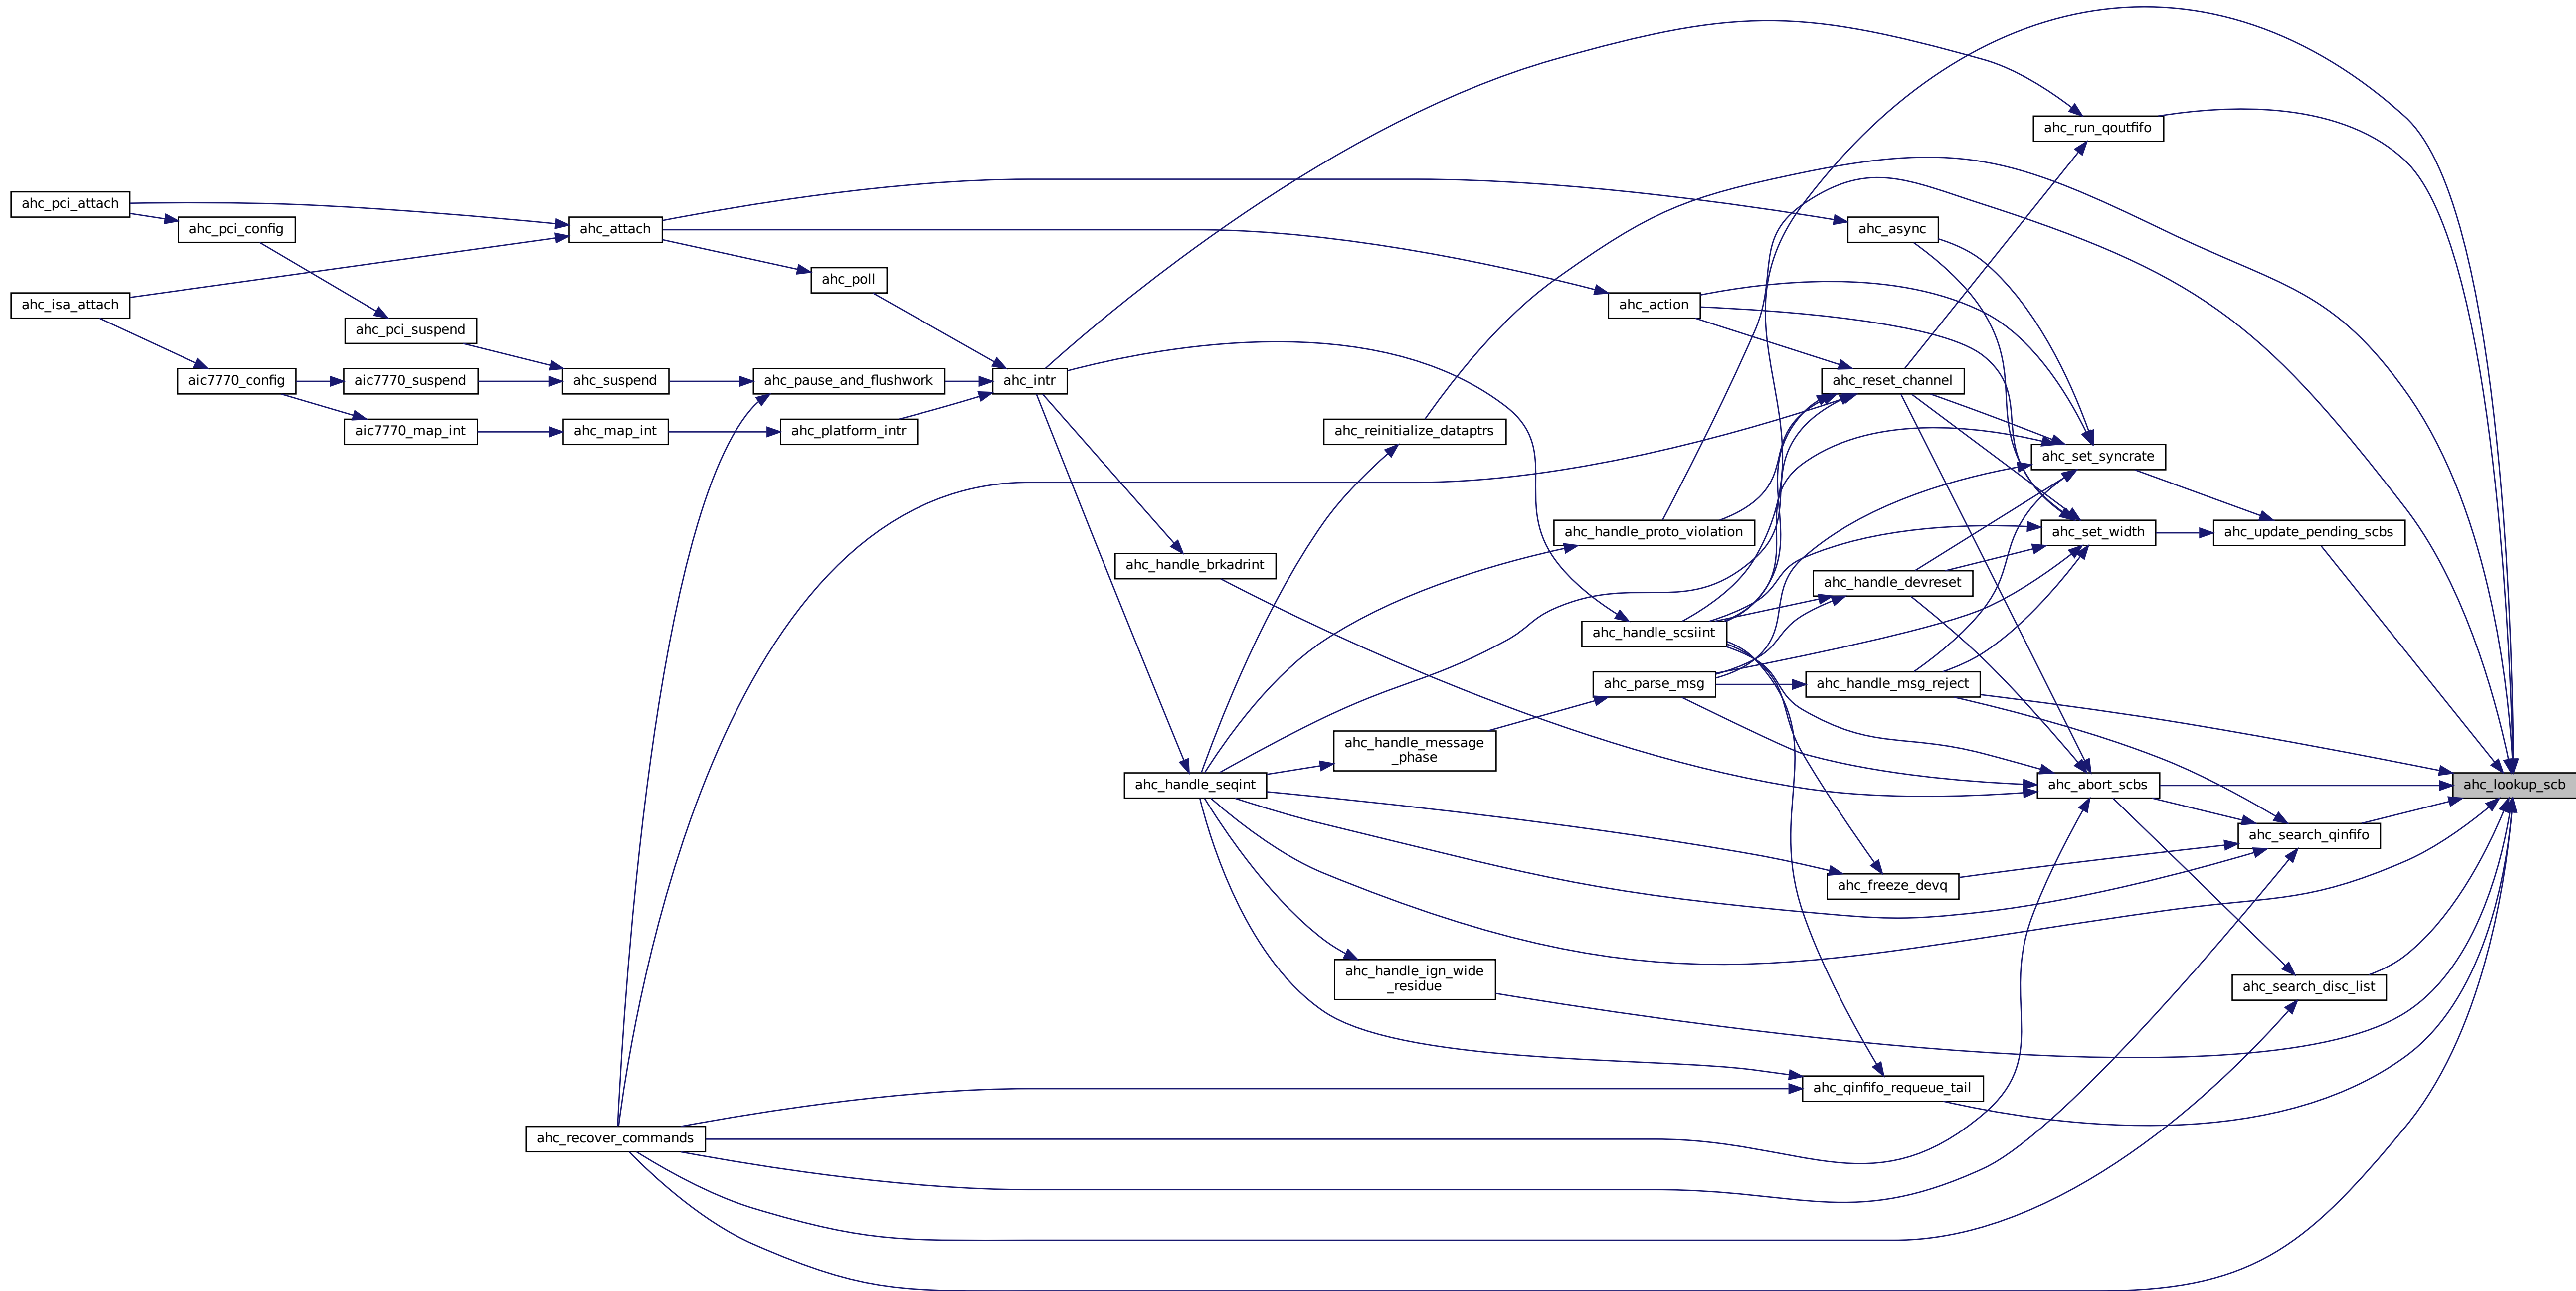 ahc_run_qoutfifo
ahc_pci_attach
ahc_pci_config
ahc_attach
ahc_async
ahc_poll
ahc_isa_attach
ahc_action
ahc_pci_suspend
aic7770_config
aic7770_suspend
ahc_suspend
ahc_pause_and_flushwork
ahc_intr
ahc_reset_channel
aic7770_map_int
ahc_map_int
ahc_platform_intr
ahc_reinitialize_dataptrs
ahc_set_syncrate
ahc_handle_proto_violation
ahc_set_width
ahc_update_pending_scbs
ahc_handle_brkadrint
ahc_handle_devreset
ahc_handle_scsiint
ahc_parse_msg
ahc_handle_msg_reject
ahc_handle_message
_phase
ahc_handle_seqint
ahc_abort_scbs
ahc_lookup_scb
ahc_search_qinfifo
ahc_freeze_devq
ahc_handle_ign_wide
_residue
ahc_search_disc_list
ahc_qinfifo_requeue_tail
ahc_recover_commands